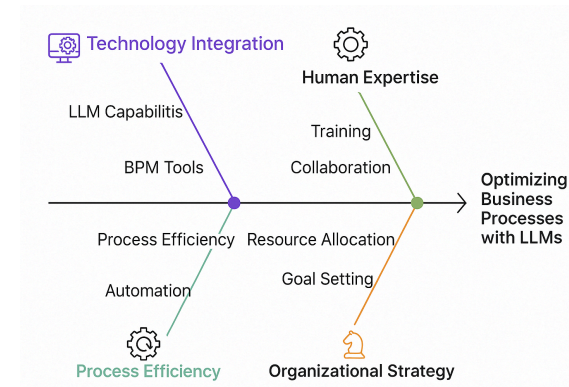 Technology Integration
Human Expertise
LLM Capabilitis
Training
BPM Tools
Collaboration
Optimizing
Business
Processes
with LLMs
Process Efficiency
Resource Allocation
Goal Setting
Automation
Process Efficiency
Organizational Strategy